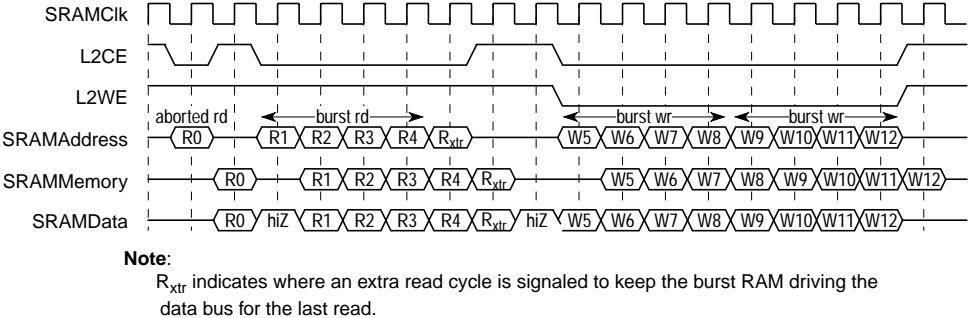 SRAMClk
L2CE
L2WE
aborted rd burst rd burst wr burst wr
SRAMAddress R0 R1 R2 R3 R4 Rxtr W5 W6 W7 W8 W9 W10 W11 W12
SRAMMemory R0 R1 R2 R3 R4 Rxtr W5 W6 W7 W8 W9 W10 W11 W12
SRAMData R0 hiZ R1 R2 R3 R4 Rxtr hiZ W5 W6 W7 W8 W9 W10 W11 W12
Note:
Rxtr indicates where an extra read cycle is signaled to keep the burst RAM driving the
data bus for the last read.